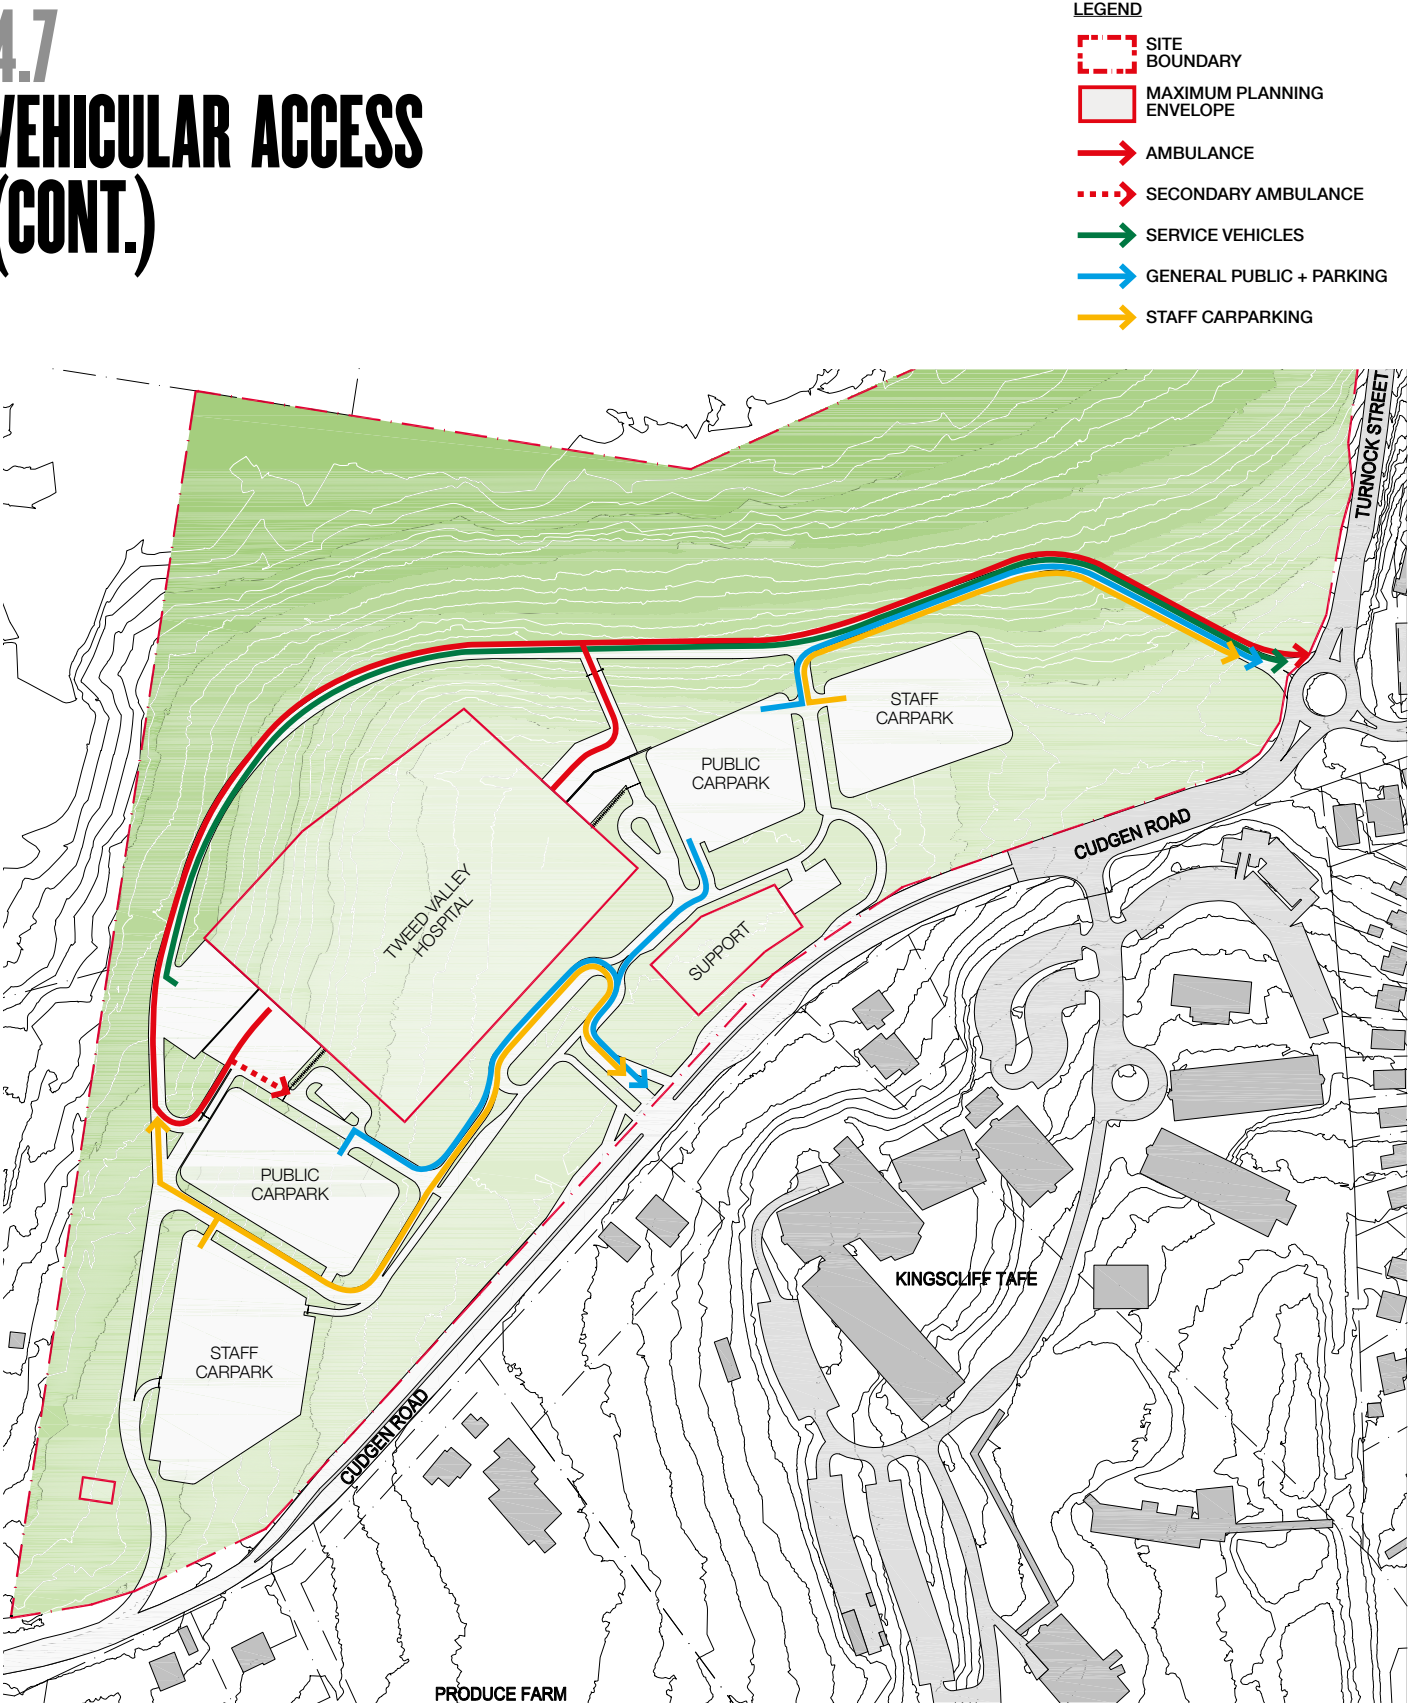 4.7
VEHICULAR ACCESS
(CONT.)
LEGEND
SITE
BOUNDARY
MAXIMUM PLANNING
ENVELOPE
AMBULANCE
SECONDARY AMBULANCE
SERVICE VEHICLES
GENERAL PUBLIC + PARKING
STAFF CARPARKING
TURNOCK STREET
STAFF
CARPARK
PUBLIC
CARPARK
CUDGEN ROAD
TWEED VALLEY
HOSPITAL
SUPPORT
PUBLIC
CARPARK
KINGSCLIFF TAFE
STAFF
CARPARK
CUDGEN ROAD
PRODUCE FARM